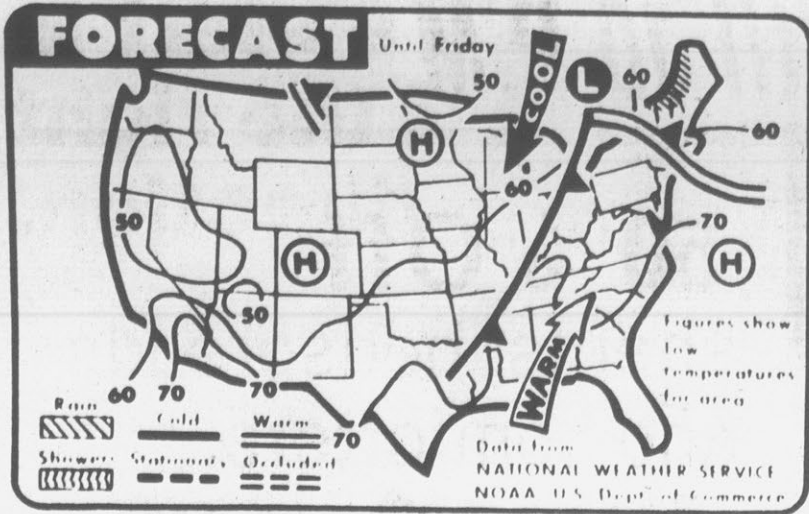 FORECAST
Until Friday
50
COOL
L
60
H
60
60
50
70
H
H
50
Figures show
low
temperatures
for area
60
70
70
70
WARM
Rain
Cold
Warm
Showers
Stationary
Occluded
Data from
NATIONAL WEATHER SERVICE
NOAA U.S. Dept. of Commerce